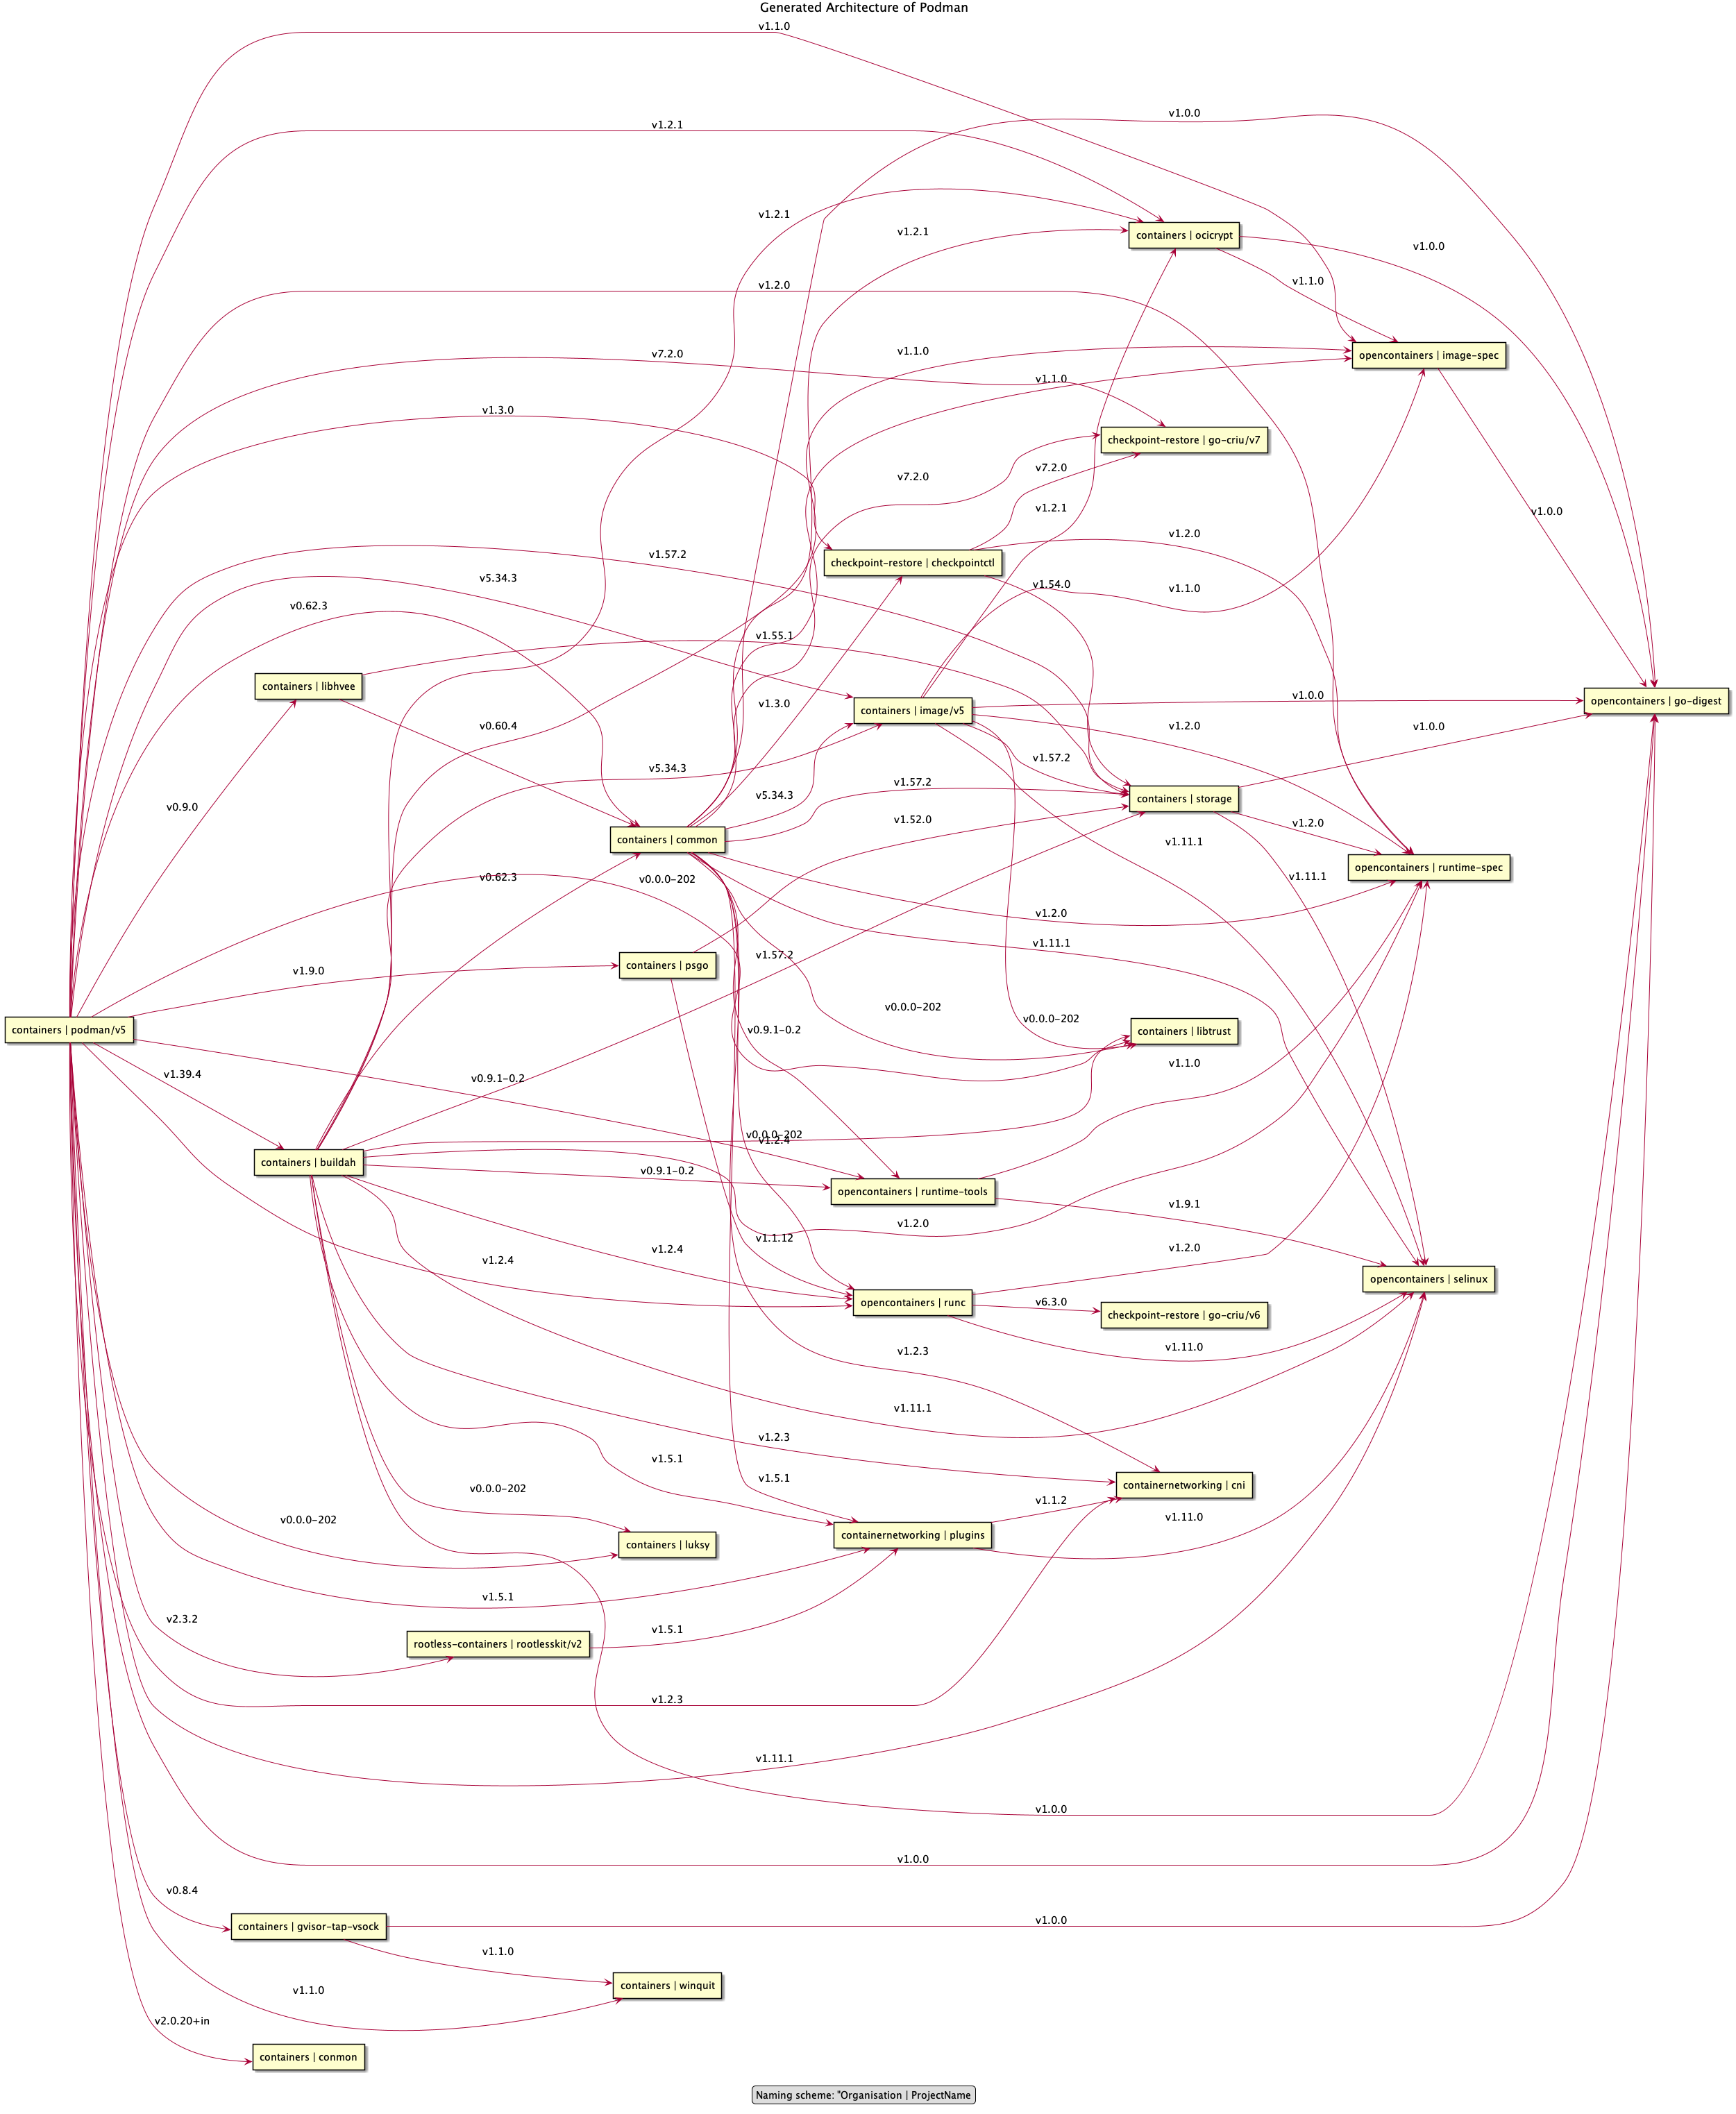 Generated Architecture of Podman
v1.1.0
v1.0.0
v1.2.1
v1.2.1
v1.2.1
containers | ocicrypt
v1.0.0
v1.1.0
v1.2.0
v7.2.0
v1.1.0
opencontainers | image-spec
v1.1.0
v1.3.0
checkpoint-restore | go-criu/v7
v7.2.0
v7.2.0
v1.2.1
v1.0.0
v1.2.0
v1.57.2
checkpoint-restore | checkpointctl
v5.34.3
v1.54.0
v1.1.0
v0.62.3
v1.55.1
containers | libhvee
v1.3.0
v1.0.0
opencontainers | go-digest
containers | image/v5
v0.60.4
v1.2.0
v1.0.0
v1.57.2
v5.34.3
v1.57.2
v5.34.3
containers | storage
v0.9.0
v1.52.0
v1.2.0
containers | common
v1.11.1
opencontainers | runtime-spec
v0.62.3
v0.0.0-202
v1.11.1
v1.2.0
v1.11.1
v1.57.2
containers | psgo
v1.9.0
v0.0.0-202
v0.0.0-202
containers | podman/v5
v0.9.1-0.2
containers | libtrust
v1.1.0
v1.39.4
v0.9.1-0.2
v0.0.0-202
v1.2.4
containers | buildah
v0.9.1-0.2
opencontainers | runtime-tools
v1.9.1
v1.2.0
v1.1.12
v1.2.4
v1.2.0
v1.2.4
opencontainers | selinux
opencontainers | runc
v6.3.0
checkpoint-restore | go-criu/v6
v1.11.0
v1.2.3
v1.11.1
v1.2.3
v1.5.1
v1.5.1
containernetworking | cni
v0.0.0-202
v1.1.2
v0.0.0-202
v1.11.0
containernetworking | plugins
containers | luksy
v1.5.1
v2.3.2
v1.5.1
rootless-containers | rootlesskit/v2
v1.2.3
v1.11.1
v1.0.0
v1.0.0
v0.8.4
v1.0.0
containers | gvisor-tap-vsock
v1.1.0
containers | winquit
v1.1.0
v2.0.20+in
containers | conmon
Naming scheme: "Organisation | ProjectName